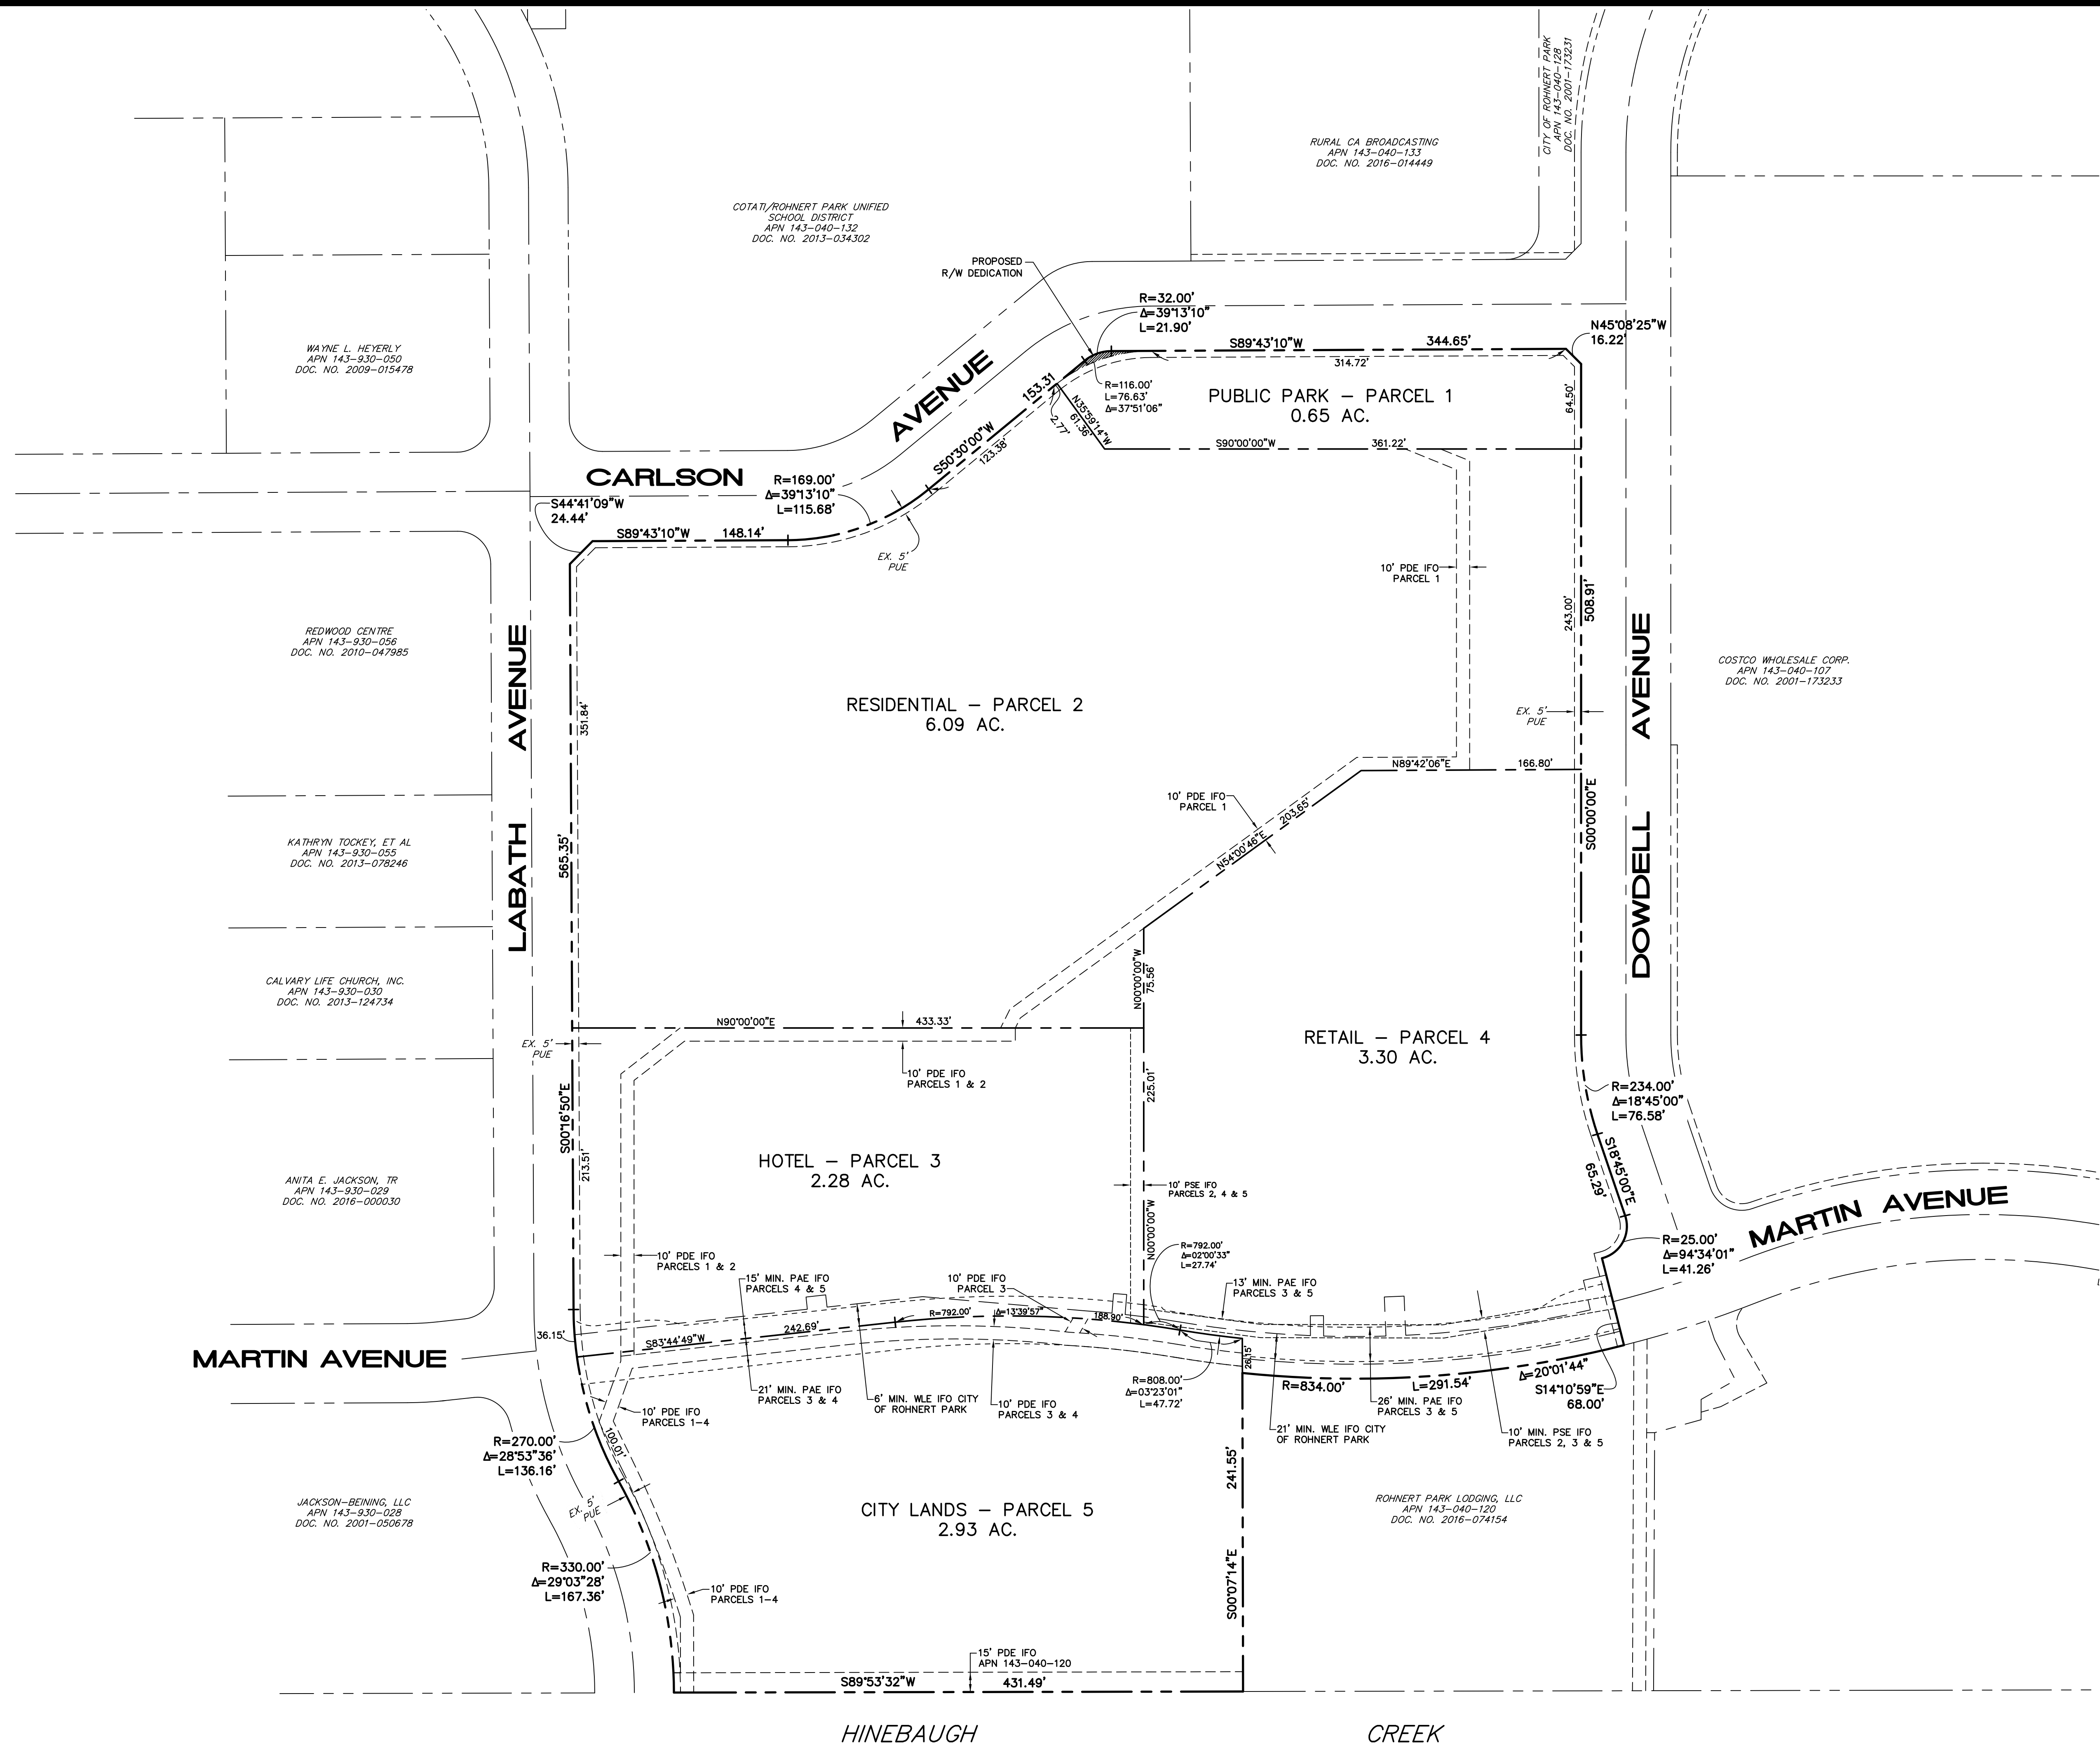 CITY OF ROHNERT PARK
APN 143-040-128
DOC. NO. 2001-173231
RURAL CA BROADCASTING
APN 143-040-133
DOC. NO. 2016-014449
COTATI/ROHNERT PARK UNIFIED
SCHOOL DISTRICT
APN 143-040-132
DOC. NO. 2013-034302
PROPOSED
R/W DEDICATION
R=32.00'
Δ=39°13'10"
L=21.90'
N45°08'25"W
16.22'
S89°43'10"W 344.65'
314.72'
WAYNE L. HEYERLY
APN 143-930-050
DOC. NO. 2009-015478
R=116.00'
L=76.63'
Δ=37°51'06"
PUBLIC PARK – PARCEL 1
0.65 AC.
64.50'
153.31
2.77'
N35°59'14"W
61.36'
S90°00'00"W 361.22'
CARLSON AVENUE
S50°30'00"W
123.38'
R=169.00'
Δ=39°13'10"
L=115.68'
S44°41'09"W
24.44'
S89°43'10"W 148.14'
EX. 5'
PUE
10' PDE IFO
PARCEL 1
243.00'
508.91'
REDWOOD CENTRE
APN 143-930-056
DOC. NO. 2010-047985
LABATH AVENUE
351.84'
RESIDENTIAL – PARCEL 2
6.09 AC.
EX. 5'
PUE
DOWDELL AVENUE
COSTCO WHOLESALE CORP.
APN 143-040-107
DOC. NO. 2001-173233
N89°42'06"E 166.80'
10' PDE IFO
PARCEL 1
203.65'
N54°00'46"E
S00°00'00"E
KATHRYN TOCKEY, ET AL
APN 143-930-055
DOC. NO. 2013-078246
565.35'
CALVARY LIFE CHURCH, INC.
APN 143-930-030
DOC. NO. 2013-124734
N00°00'00"W
75.56'
N90°00'00"E 433.33'
EX. 5'
PUE
RETAIL – PARCEL 4
3.30 AC.
10' PDE IFO
PARCELS 1 & 2
225.01'
R=234.00'
Δ=18°45'00"
L=76.58'
S00°16'50"E
213.51'
HOTEL – PARCEL 3
2.28 AC.
S18°45'00"E
65.29'
ANITA E. JACKSON, TR
APN 143-930-029
DOC. NO. 2016-000030
10' PSE IFO
PARCELS 2, 4 & 5
N00°00'00"W
MARTIN AVENUE
R=25.00'
Δ=94°34'01"
L=41.26'
10' PDE IFO
PARCELS 1 & 2
R=792.00'
Δ=02°00'33"
L=27.74'
15' MIN. PAE IFO
PARCELS 4 & 5
10' PDE IFO
PARCEL 3
13' MIN. PAE IFO
PARCELS 3 & 5
R=792.00' Δ=13°39'57" 188.90'
36.15'
S83°44'49"W 242.69'
MARTIN AVENUE
26.15'
R=808.00'
Δ=03°23'01"
L=47.72'
R=834.00' L=291.54' Δ=20°01'44"
S14°10'59"E
68.00'
21' MIN. PAE IFO
PARCELS 3 & 4
6' MIN. WLE IFO CITY
OF ROHNERT PARK
10' PDE IFO
PARCELS 3 & 4
26' MIN. PAE IFO
PARCELS 3 & 5
21' MIN. WLE IFO CITY
OF ROHNERT PARK
10' MIN. PSE IFO
PARCELS 2, 3 & 5
10' PDE IFO
PARCELS 1-4
100.01'
R=270.00'
Δ=28°53"36'
L=136.16'
241.55'
JACKSON-BEINING, LLC
APN 143-930-028
DOC. NO. 2001-050678
EX. 5'
PUE
CITY LANDS – PARCEL 5
2.93 AC.
ROHNERT PARK LODGING, LLC
APN 143-040-120
DOC. NO. 2016-074154
R=330.00'
Δ=29°03"28'
L=167.36'
10' PDE IFO
PARCELS 1-4
S00°07'14"E
15' PDE IFO
APN 143-040-120
S89°53'32"W 431.49'
HINEBAUGH CREEK